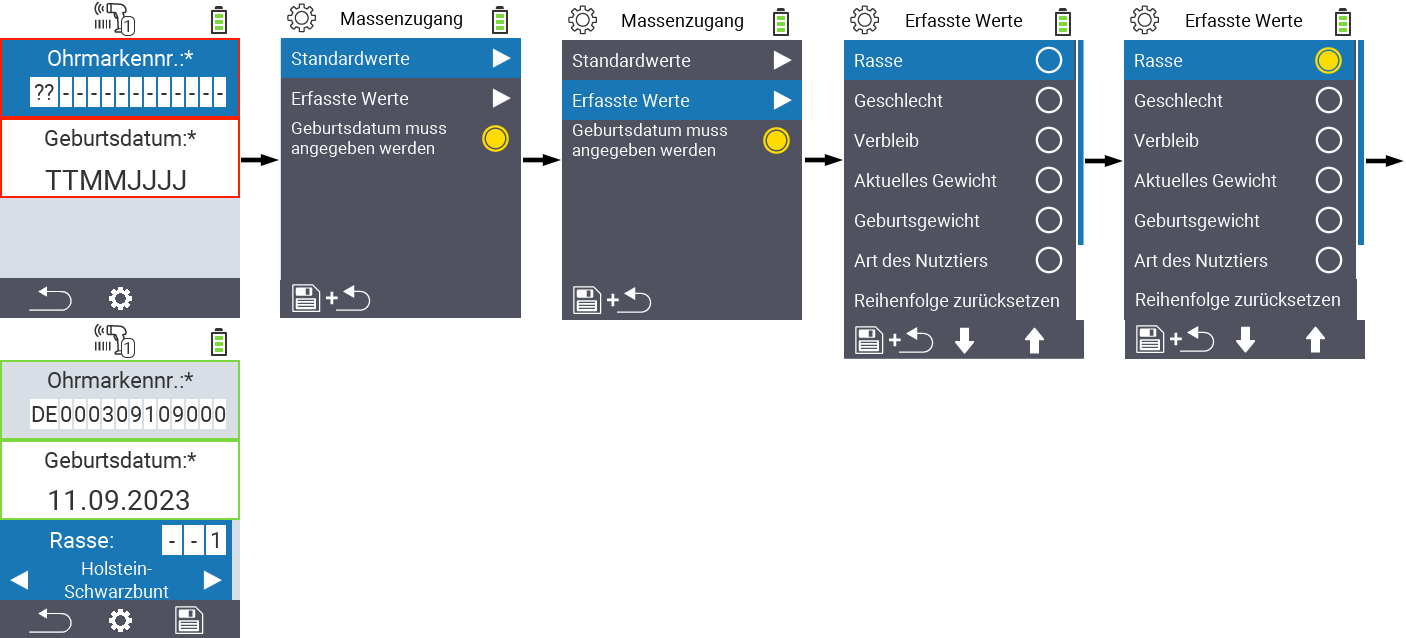 1
Ohrmarkennr.:*
??------------
Geburtsdatum:*
TTMMJJJJ
Massenzugang
Standardwerte
Erfasste Werte
Geburtsdatum muss
angegeben werden
+
Massenzugang
Standardwerte
Erfasste Werte
Geburtsdatum muss
angegeben werden
+
Erfasste Werte
Rasse
Geschlecht
Verbleib
Aktuelles Gewicht
Geburtsgewicht
Art des Nutztiers
Reihenfolge zurücksetzen
+
Erfasste Werte
Rasse
Geschlecht
Verbleib
Aktuelles Gewicht
Geburtsgewicht
Art des Nutztiers
Reihenfolge zurücksetzen
+
1
Ohrmarkennr.:*
DE000309109000
Geburtsdatum:*
11.09.2023
Rasse: --1
Holstein-
Schwarzbunt